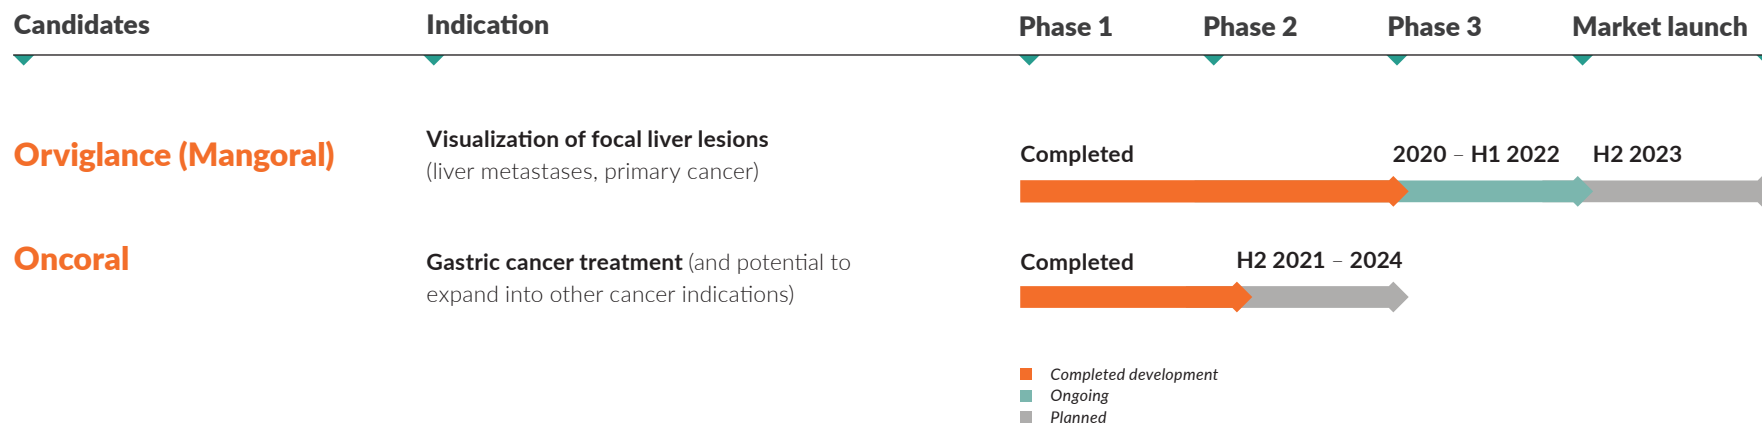 Candidates Indication Phase 1 Phase 2 Phase 3 Market launch
Orviglance (Mangoral)
Visualization of focal liver lesions
(liver metastases, primary cancer)
Completed 2020 – H1 2022 H2 2023
Oncoral
Gastric cancer treatment (and potential to
expand into other cancer indications)
Completed H2 2021 – 2024
Completed development
Ongoing
Planned